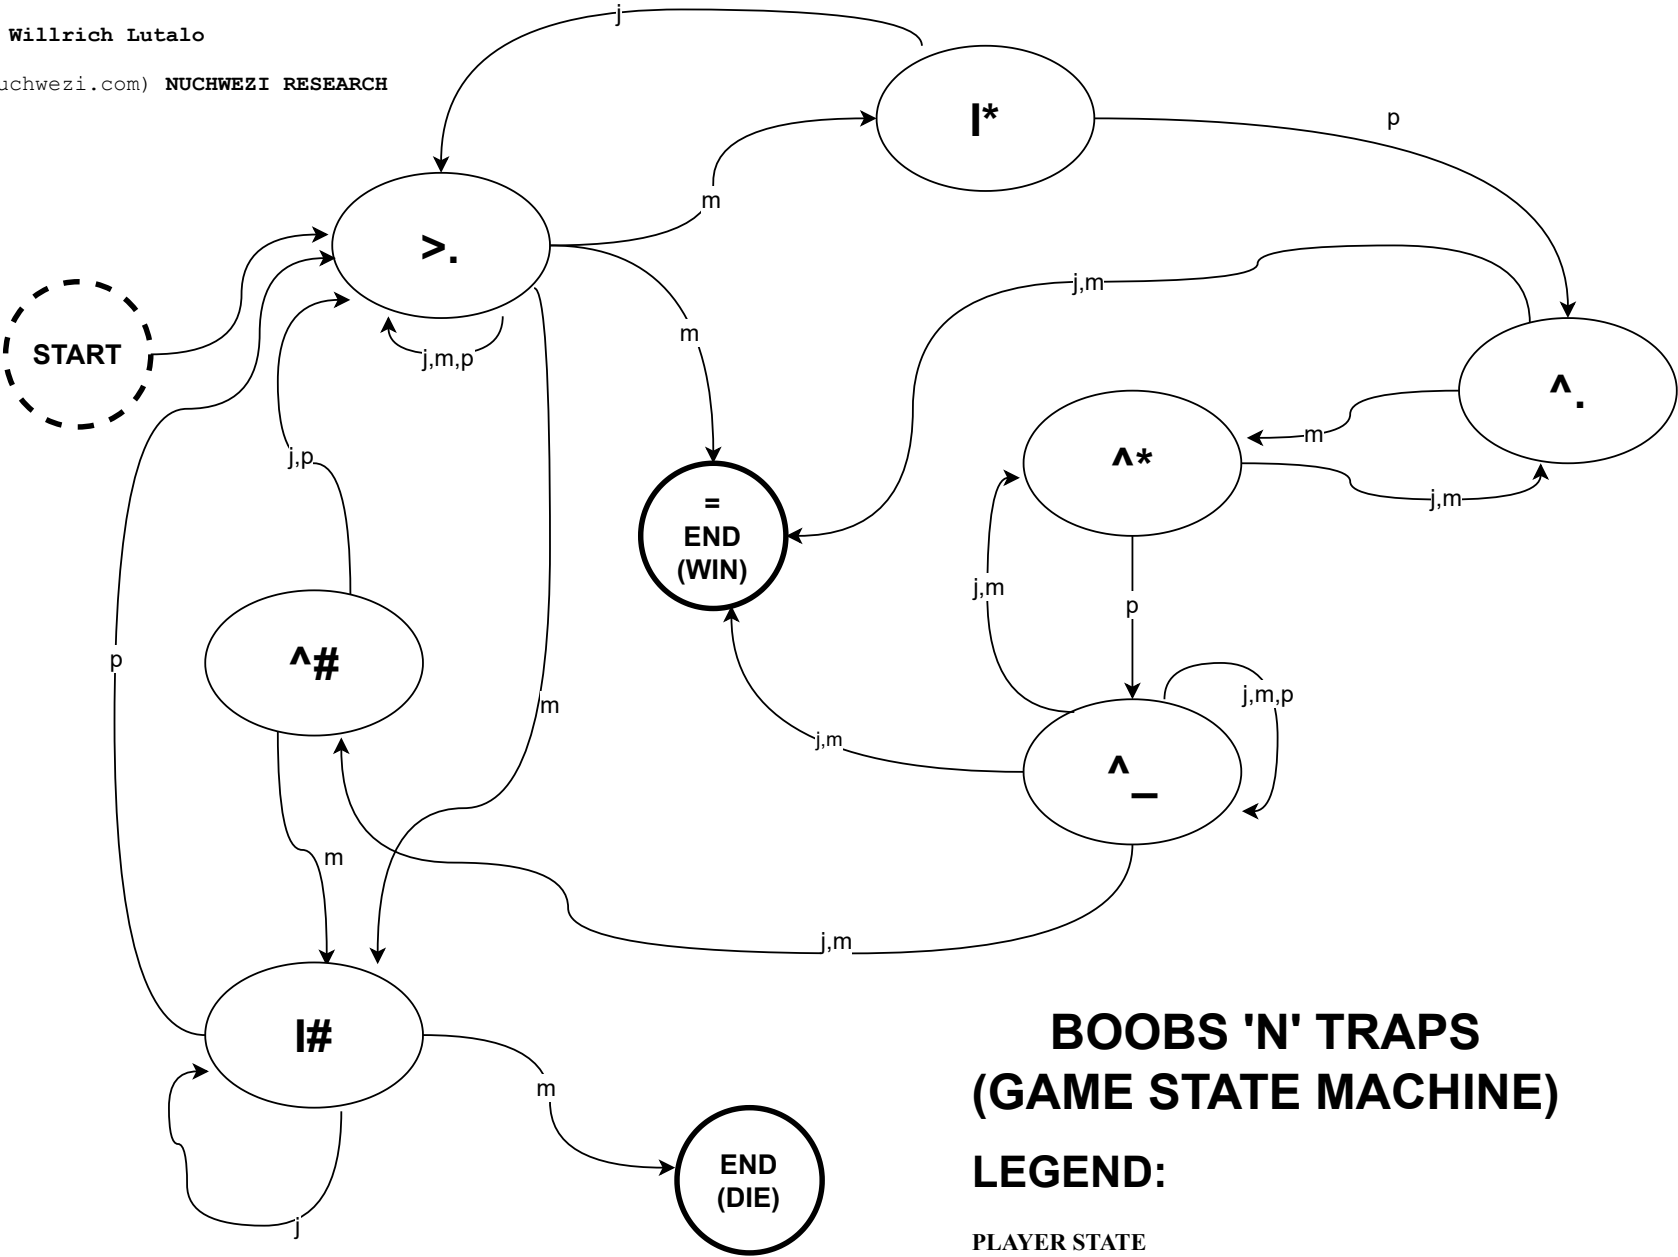 Willrich Lutalo
uchwezi.com) NUCHWEZI RESEARCH
j
|*
p
m
>.
j,m
m
START
j,m,p
^.
m
^*
j,p
j,m
=
END
(WIN)
j,m
p
^#
p
j,m,p
m
j,m
^_
m
j,m
|#
m
BOOBS 'N' TRAPS
(GAME STATE MACHINE)
END
(DIE)
LEGEND:
j
PLAYER STATE